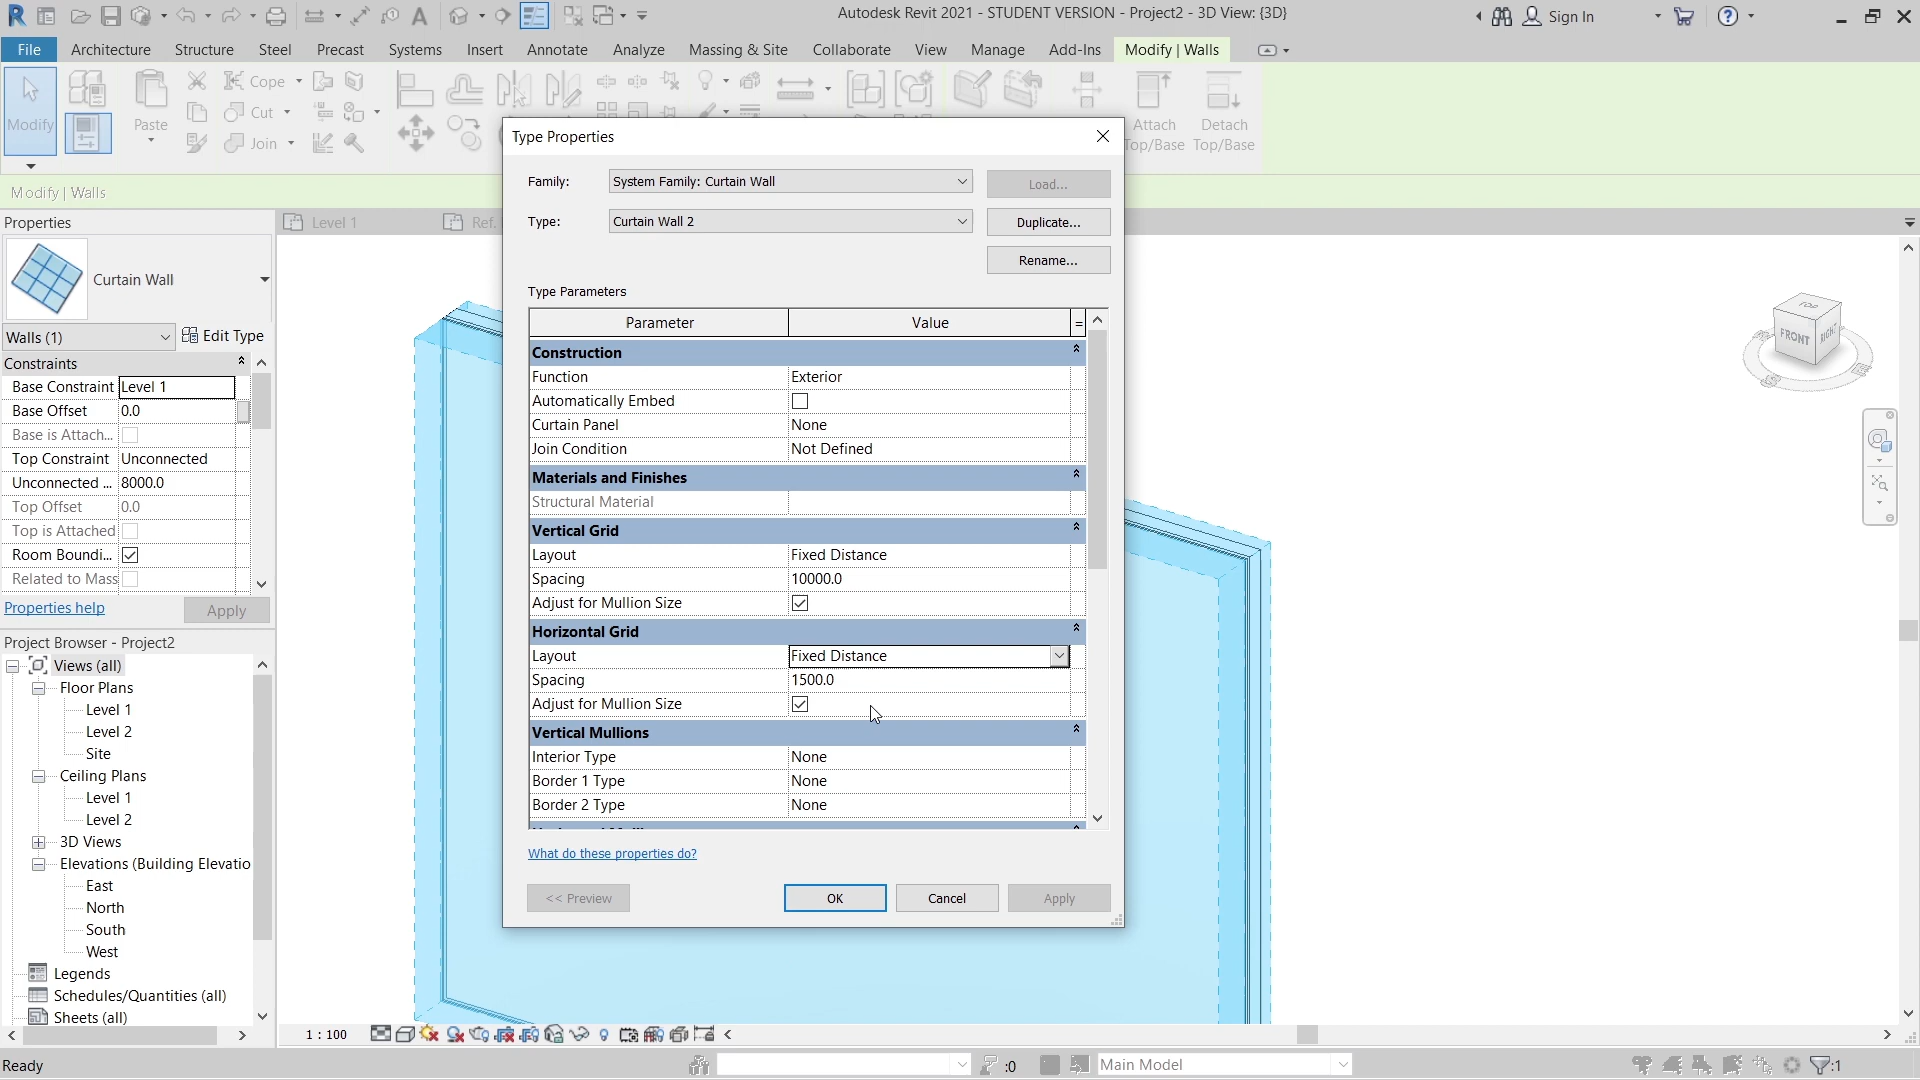 Autodesk Revit 2021 - STUDENT VERSION - Project2 - 3D View: {3D}
Sign In
File Architecture Structure Steel Precast Systems Insert Annotate Analyze Massing & Site Collaborate View Manage Add-Ins Modify | Walls
Modify
Paste
Cope
Cut
Join
Attach Top/Base
Detach Top/Base
Modify | Walls
Properties
Curtain Wall
Walls (1)
Edit Type
Constraints
Base Constraint Level 1
Base Offset 0.0
Base is Attach...
Top Constraint Unconnected
Unconnected ... 8000.0
Top Offset 0.0
Top is Attached
Room Boundi...
Related to Mass
Properties help
Apply
Project Browser - Project2
Views (all)
Floor Plans
Level 1
Level 2
Site
Ceiling Plans
Level 1
Level 2
3D Views
Elevations (Building Elevatio
East
North
South
West
Legends
Schedules/Quantities (all)
Sheets (all)
Level 1
Ref.
Type Properties
Family: System Family: Curtain Wall Load...
Type: Curtain Wall 2 Duplicate...
Rename...
Type Parameters
Parameter Value =
Construction
Function Exterior
Automatically Embed
Curtain Panel None
Join Condition Not Defined
Materials and Finishes
Structural Material
Vertical Grid
Layout Fixed Distance
Spacing 10000.0
Adjust for Mullion Size
Horizontal Grid
Layout Fixed Distance
Spacing 1500.0
Adjust for Mullion Size
Vertical Mullions
Interior Type None
Border 1 Type None
Border 2 Type None
What do these properties do?
<< Preview OK Cancel Apply
TOP
FRONT
RIGHT
1 : 100
Ready
:0
Main Model
:1